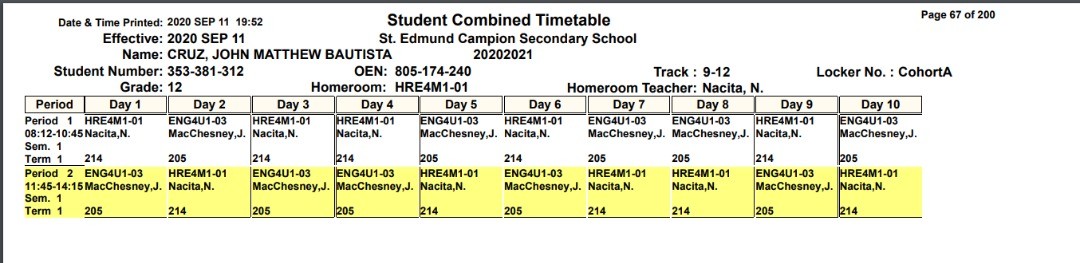 Date & Time Printed: 2020 SEP 11 19:52 Student Combined Timetable Page 67 of 200
Effective: 2020 SEP 11 St. Edmund Campion Secondary School
Name: CRUZ, JOHN MATTHEW BAUTISTA 20202021
Student Number: 353-381-312 OEN: 805-174-240 Track : 9-12 Locker No. : CohortA
Grade: 12 Homeroom: HRE4M1-01 Homeroom Teacher: Nacita, N.
Period Day 1 Day 2 Day 3 Day 4 Day 5 Day 6 Day 7 Day 8 Day 9 Day 10
Period 1 HRE4M1-01 ENG4U1-03 HRE4M1-01 HRE4M1-01 ENG4U1-03 HRE4M1-01 ENG4U1-03 ENG4U1-03 HRE4M1-01 ENG4U1-03
08:12-10:45 Nacita,N. MacChesney,J. Nacita,N. Nacita,N. MacChesney,J. Nacita,N. MacChesney,J. MacChesney,J. Nacita,N. MacChesney,J.
Sem. 1
Term 1 214 205 214 214 205 214 205 205 214 205
Period 2 ENG4U1-03 HRE4M1-01 ENG4U1-03 ENG4U1-03 HRE4M1-01 ENG4U1-03 HRE4M1-01 HRE4M1-01 ENG4U1-03 HRE4M1-01
11:45-14:15 MacChesney,J. Nacita,N. MacChesney,J. MacChesney,J. Nacita,N. MacChesney,J. Nacita,N. Nacita,N. MacChesney,J. Nacita,N.
Sem. 1
Term 1 205 214 205 205 214 205 214 214 205 214